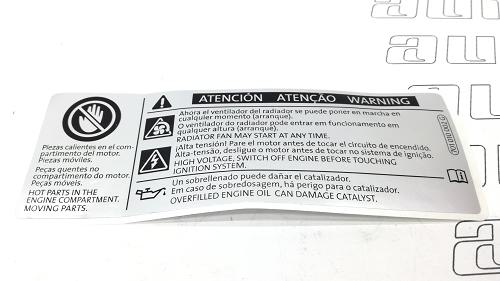 ATENCIÓN ATENÇAO WARNING
Ahora el ventilador del radiador se puede poner en marcha en
cualquier momento (arranque).
O ventilador do radiador pode entrar em funcionamento em
qualquer altura (arranque).
RADIATOR FAN MAY START AT ANY TIME.
Alta tensión! Pare el motor antes de tocar el circuito de encendido.
Alta-tensão, desligue o motor antes de tocar no sistema de ignição.
HIGH VOLTAGE, SWITCH OFF ENGINE BEFORE TOUCHING
IGNITION SYSTEM.
Un sobrellenado puede dañar el catalizador.
Em caso de sobredosagem, há perigo para o catalizador.
OVERFILLED ENGINE OIL CAN DAMAGE CATALYST.
Piezas calientes en el com-
partimento del motor.
Piezas móviles.
Peças quentes no
compartimento do motor.
Peças móveis.
HOT PARTS IN THE
ENGINE COMPARTMENT.
MOVING PARTS.